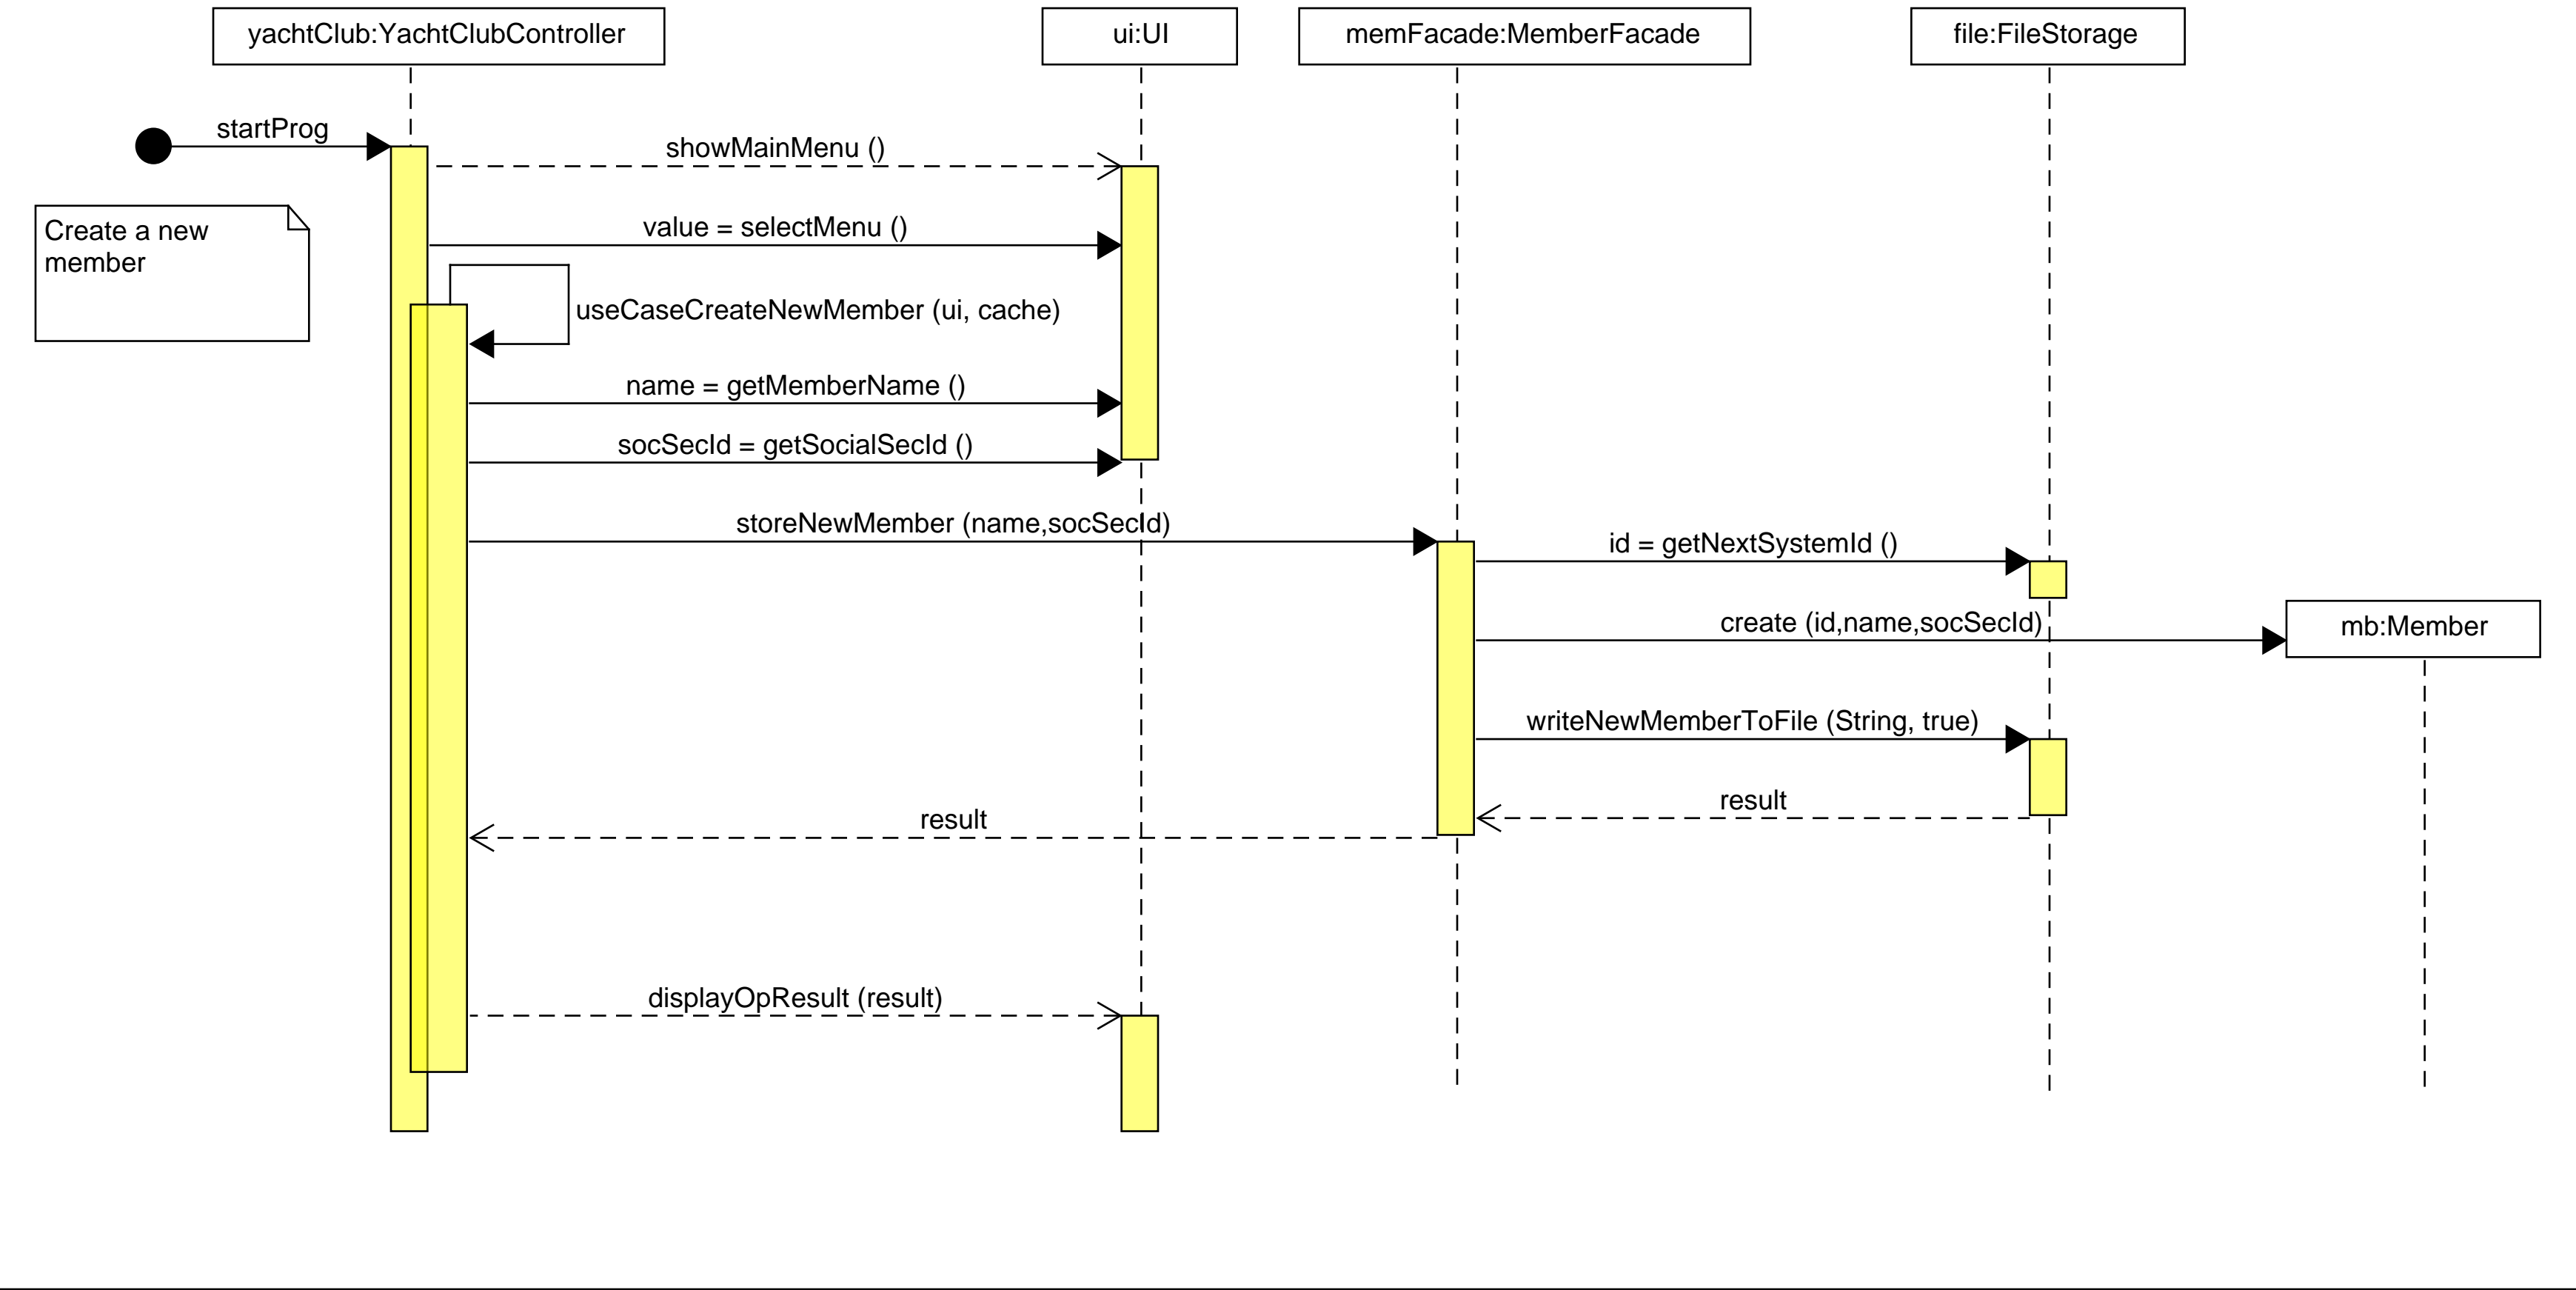 yachtClub:YachtClubController
ui:UI
memFacade:MemberFacade
file:FileStorage
startProg
showMainMenu ()
Create a new
member
value = selectMenu ()
useCaseCreateNewMember (ui, cache)
name = getMemberName ()
socSecId = getSocialSecId ()
storeNewMember (name,socSecId)
id = getNextSystemId ()
create (id,name,socSecId)
mb:Member
writeNewMemberToFile (String, true)
result
result
displayOpResult (result)